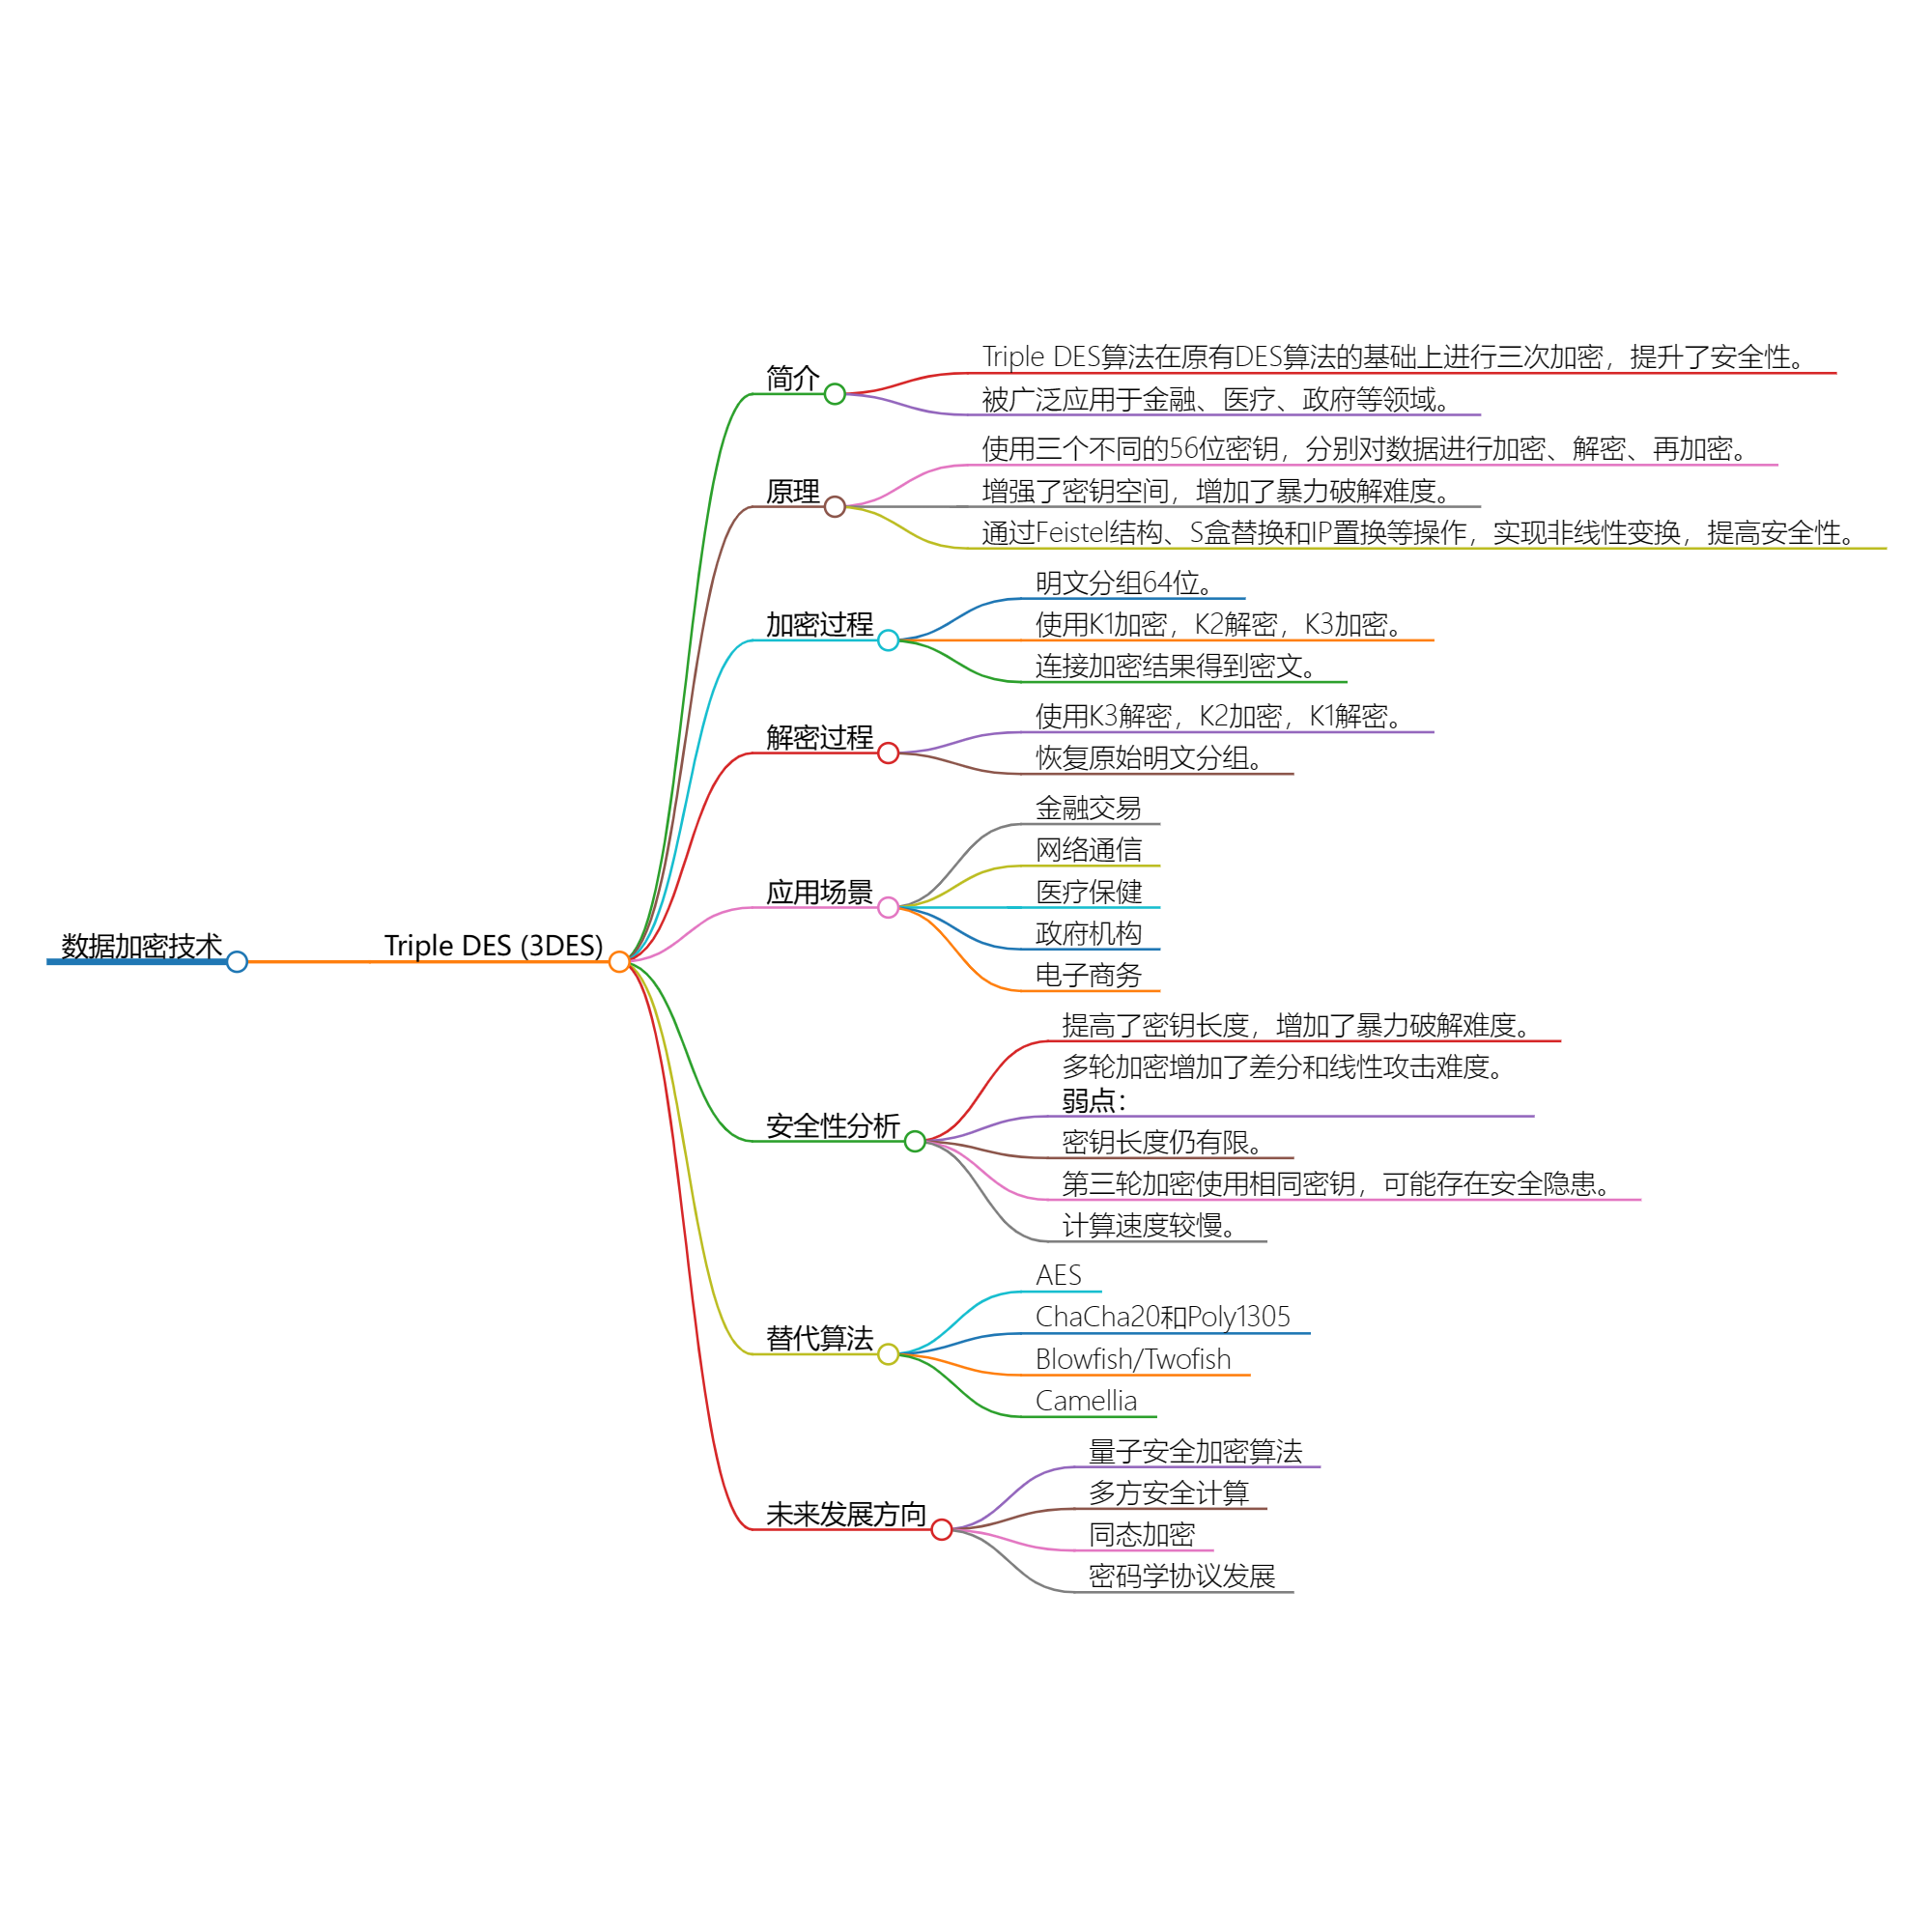 数据加密技术
Triple DES (3DES)
简介
Triple DES算法在原有DES算法的基础上进行三次加密，提升了安全性。
被广泛应用于金融、医疗、政府等领域。
原理
使用三个不同的56位密钥，分别对数据进行加密、解密、再加密。
增强了密钥空间，增加了暴力破解难度。
通过Feistel结构、S盒替换和IP置换等操作，实现非线性变换，提高安全性。
加密过程
明文分组64位。
使用K1加密，K2解密，K3加密。
连接加密结果得到密文。
解密过程
使用K3解密，K2加密，K1解密。
恢复原始明文分组。
应用场景
金融交易
网络通信
医疗保健
政府机构
电子商务
安全性分析
提高了密钥长度，增加了暴力破解难度。
多轮加密增加了差分和线性攻击难度。
弱点：
密钥长度仍有限。
第三轮加密使用相同密钥，可能存在安全隐患。
计算速度较慢。
替代算法
AES
ChaCha20和Poly1305
Blowfish/Twofish
Camellia
未来发展方向
量子安全加密算法
多方安全计算
同态加密
密码学协议发展